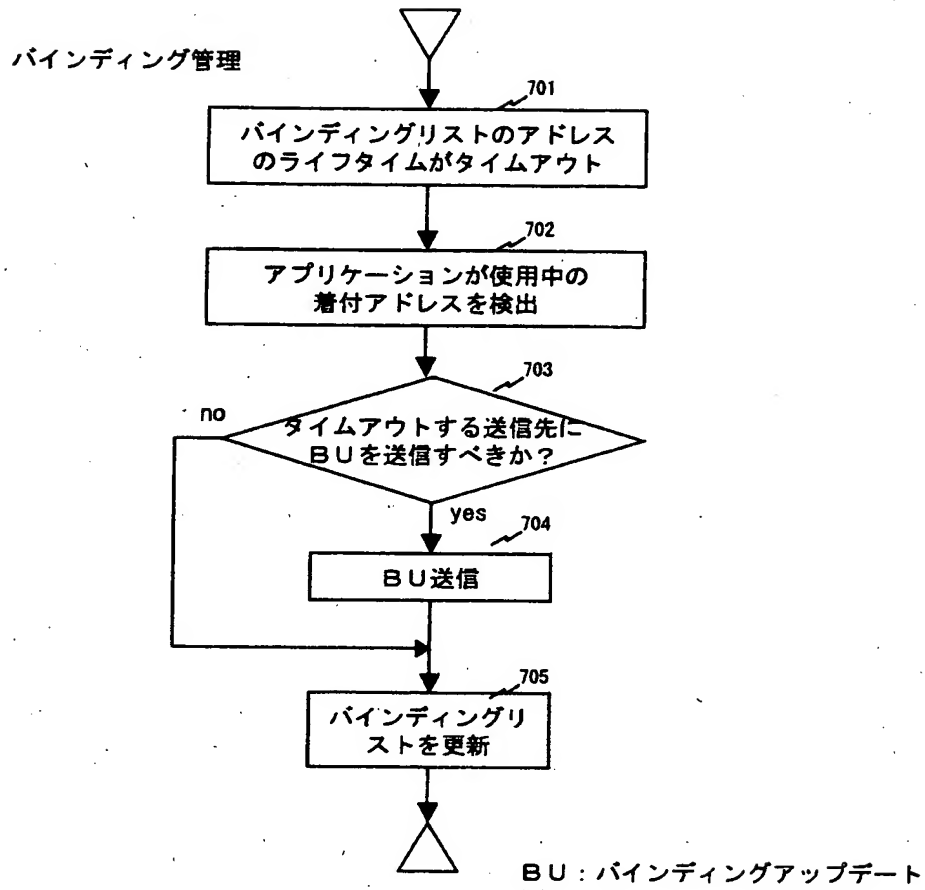 バインディング管理
701
バインディングリストのアドレス
のライフタイムがタイムアウト
702
アプリケーションが使用中の
着付アドレスを検出
703
no
タイムアウトする送信先に
BUを送信すべきか?
yes
704
BU送信
705
バインディングリ
ストを更新
BU:バインディングアップデート